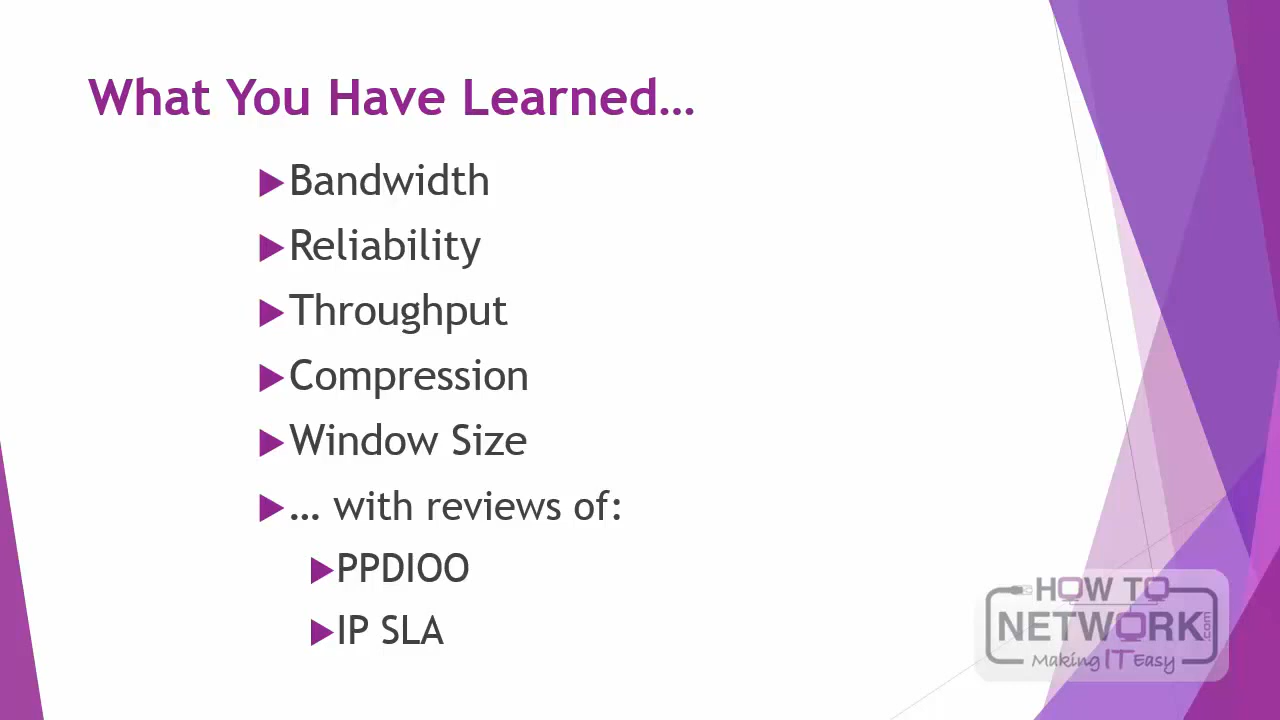 What You Have Learned…
Bandwidth
Reliability
Throughput
Compression
Window Size
… with reviews of:
PPDIOO
IP SLA
HOW TO
NETWORK.com
Making IT Easy